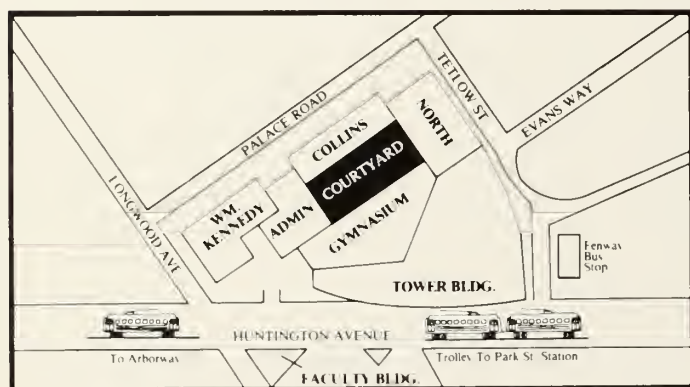 PALACE ROAD
TETLOW ST
EVANS WAY
LONGWOOD AVE
COLLINS
NORTH
COURTYARD
WM.
KENNEDY
ADMIN
GYMNASIUM
TOWER BLDG.
Fenway
Bus
Stop
HUNTINGTON AVENUE
To Arborway
Trolley To Park St. Station
FACULTY BLDG.